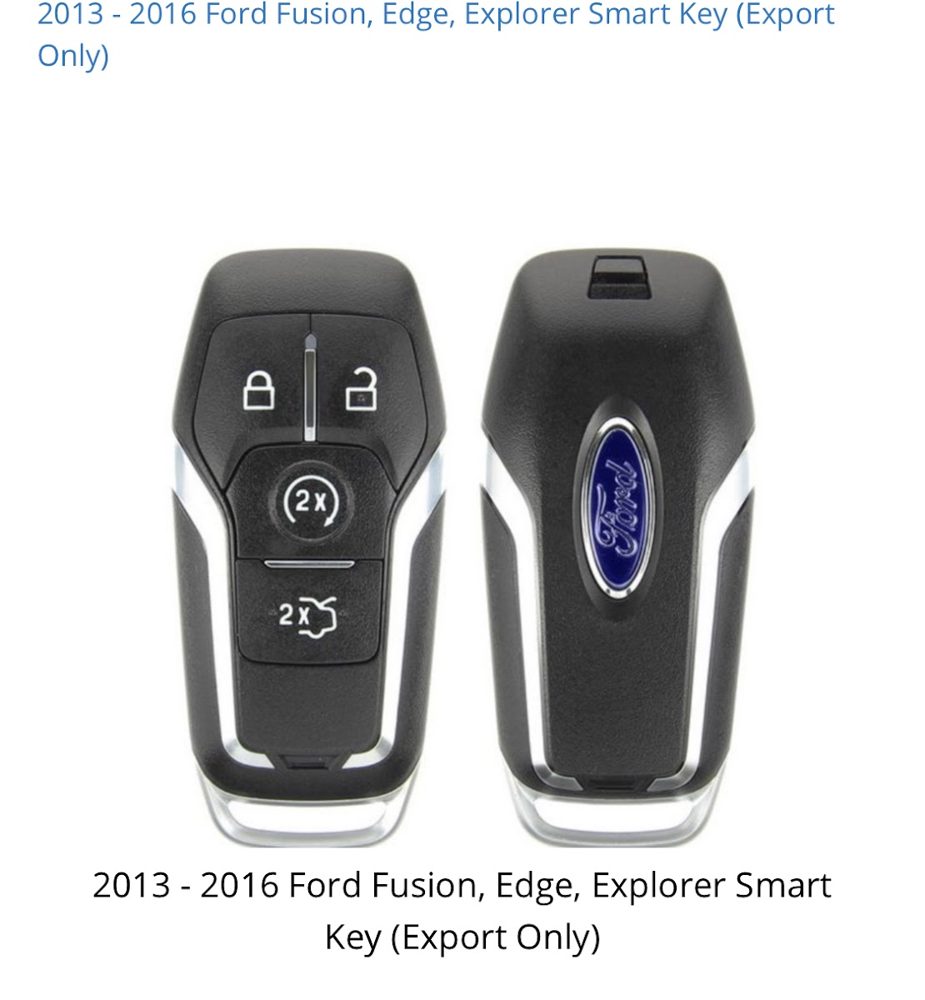 2013 - 2016 Ford Fusion, Edge, Explorer Smart Key (Export
Only)
2x
2x
Ford
2013 - 2016 Ford Fusion, Edge, Explorer Smart
Key (Export Only)